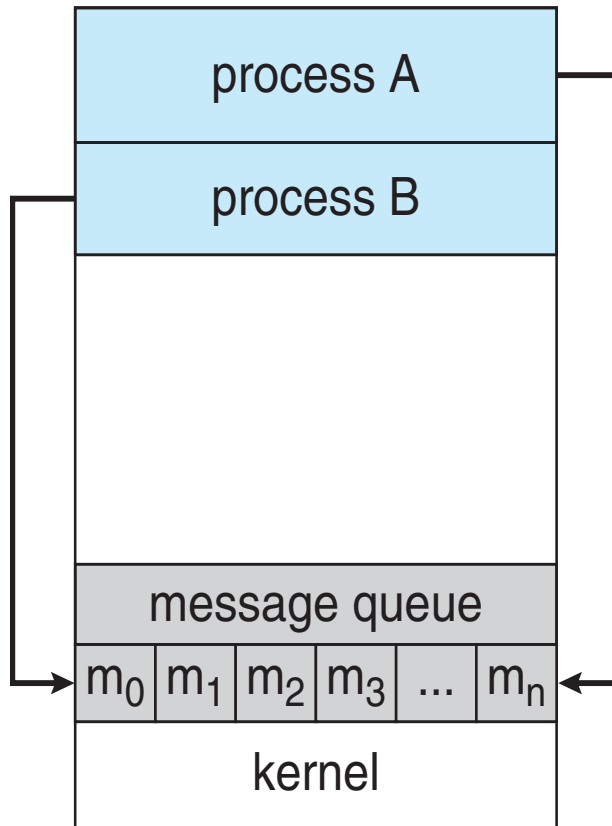 process A
process B
message queue
m0 m1 m2 m3 ... mn
kernel